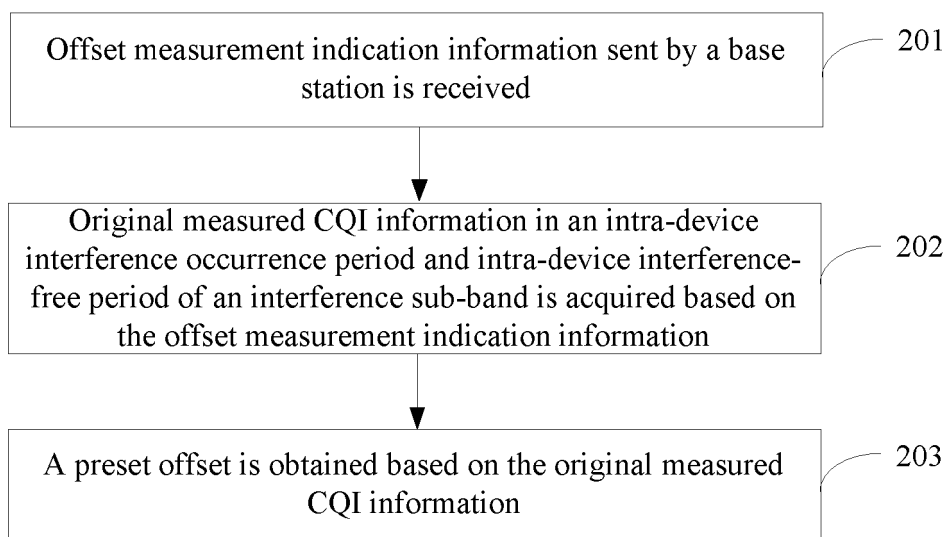 Offset measurement indication information sent by a base
station is received
201
Original measured CQI information in an intra-device
interference occurrence period and intra-device interference-
free period of an interference sub-band is acquired based on
the offset measurement indication information
202
A preset offset is obtained based on the original measured
CQI information
203